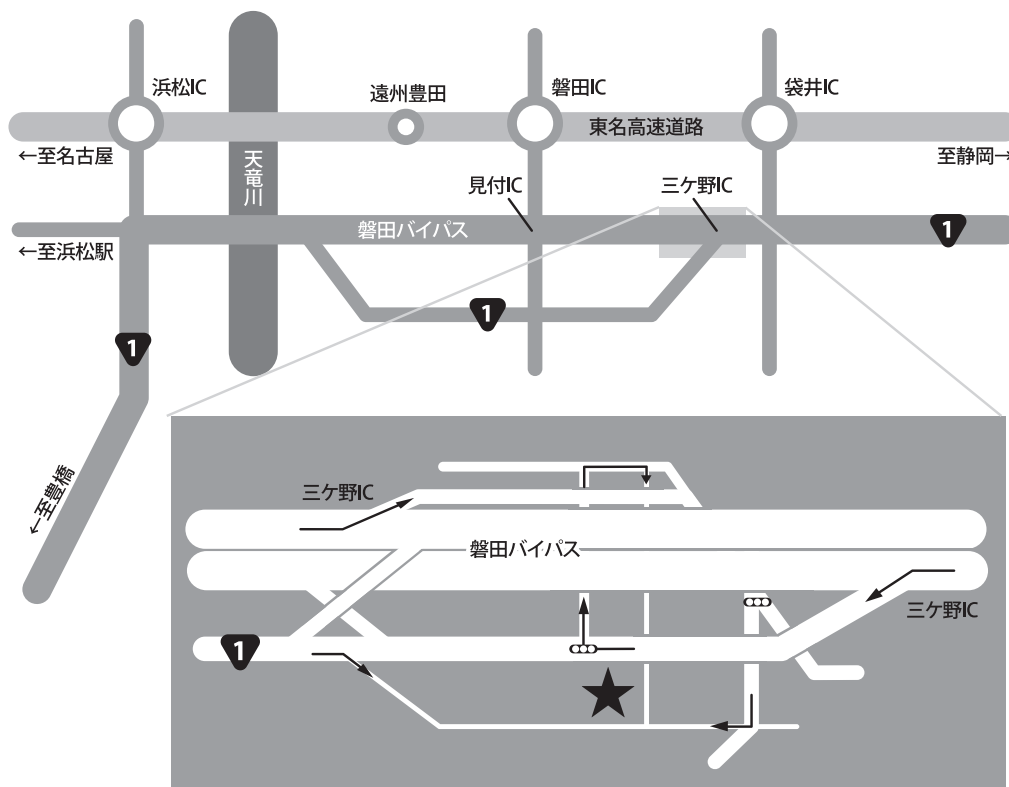 浜松IC
遠州豊田
磐田IC
袋井IC
東名高速道路
←至名古屋
至静岡→
天竜川
見付IC
三ケ野IC
磐田バイパス
1
←至浜松駅
1
1
←至豊橋
三ケ野IC
磐田バイパス
三ケ野IC
1